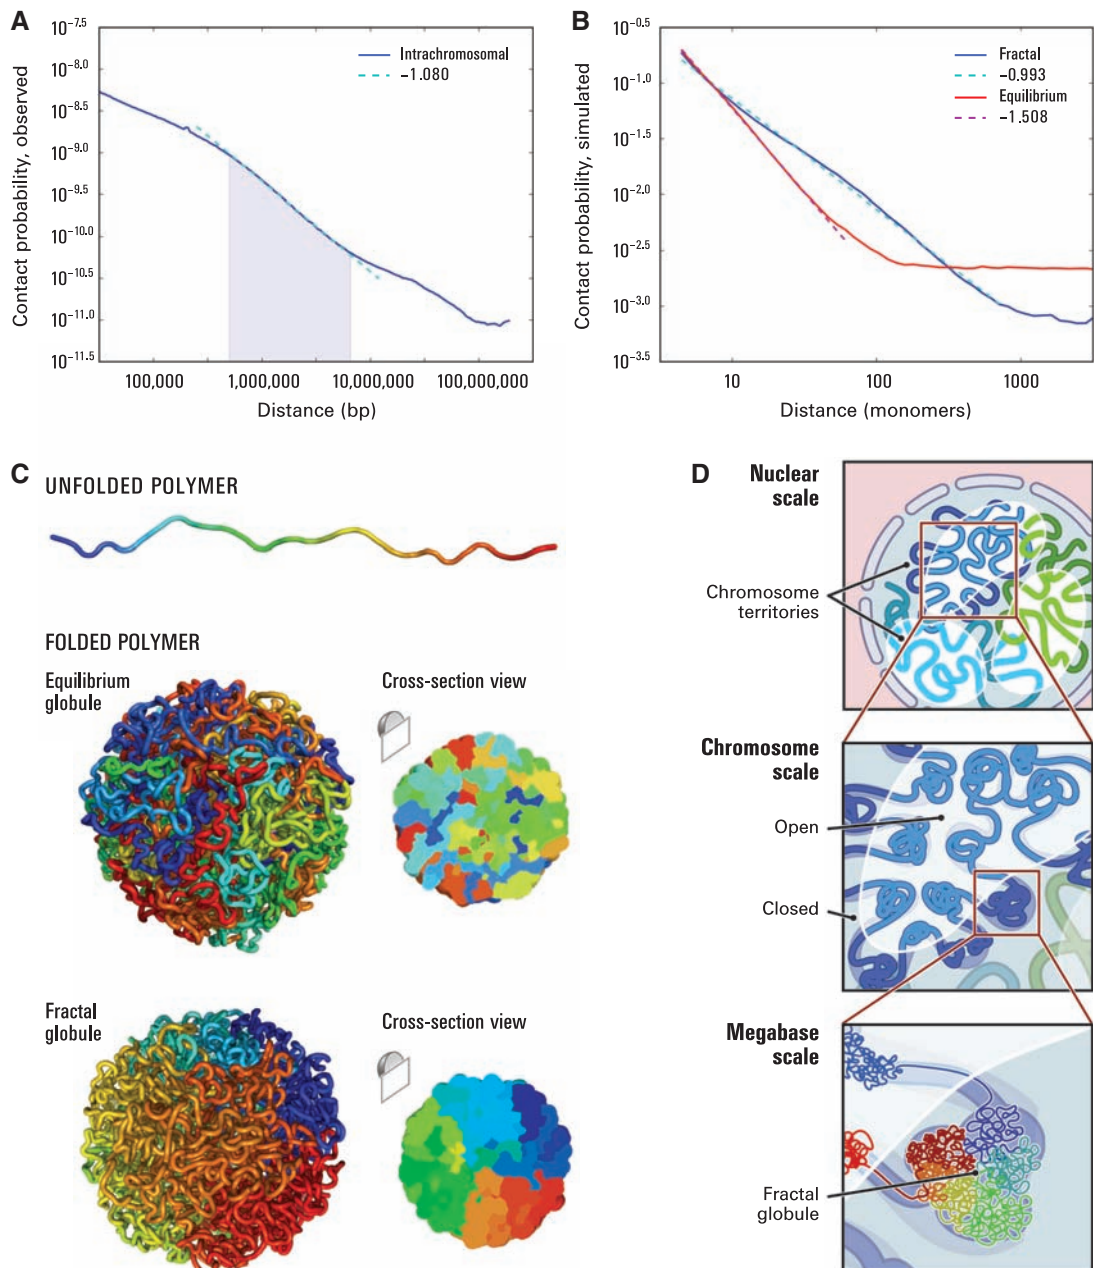 A
Contact probability, observed
10^−7.5
10^−8.0
10^−8.5
10^−9.0
10^−9.5
10^−10.0
10^−10.5
10^−11.0
10^−11.5
Intrachromosomal
−1.080
100,000
1,000,000
10,000,000
100,000,000
Distance (bp)
B
Contact probability, simulated
10^−0.5
10^−1.0
10^−1.5
10^−2.0
10^−2.5
10^−3.0
10^−3.5
Fractal
−0.993
Equilibrium
−1.508
10
100
1000
Distance (monomers)
C
UNFOLDED POLYMER
FOLDED POLYMER
Equilibrium
globule
Cross-section view
Fractal
globule
Cross-section view
D
Nuclear
scale
Chromosome
territories
Chromosome
scale
Open
Closed
Megabase
scale
Fractal
globule